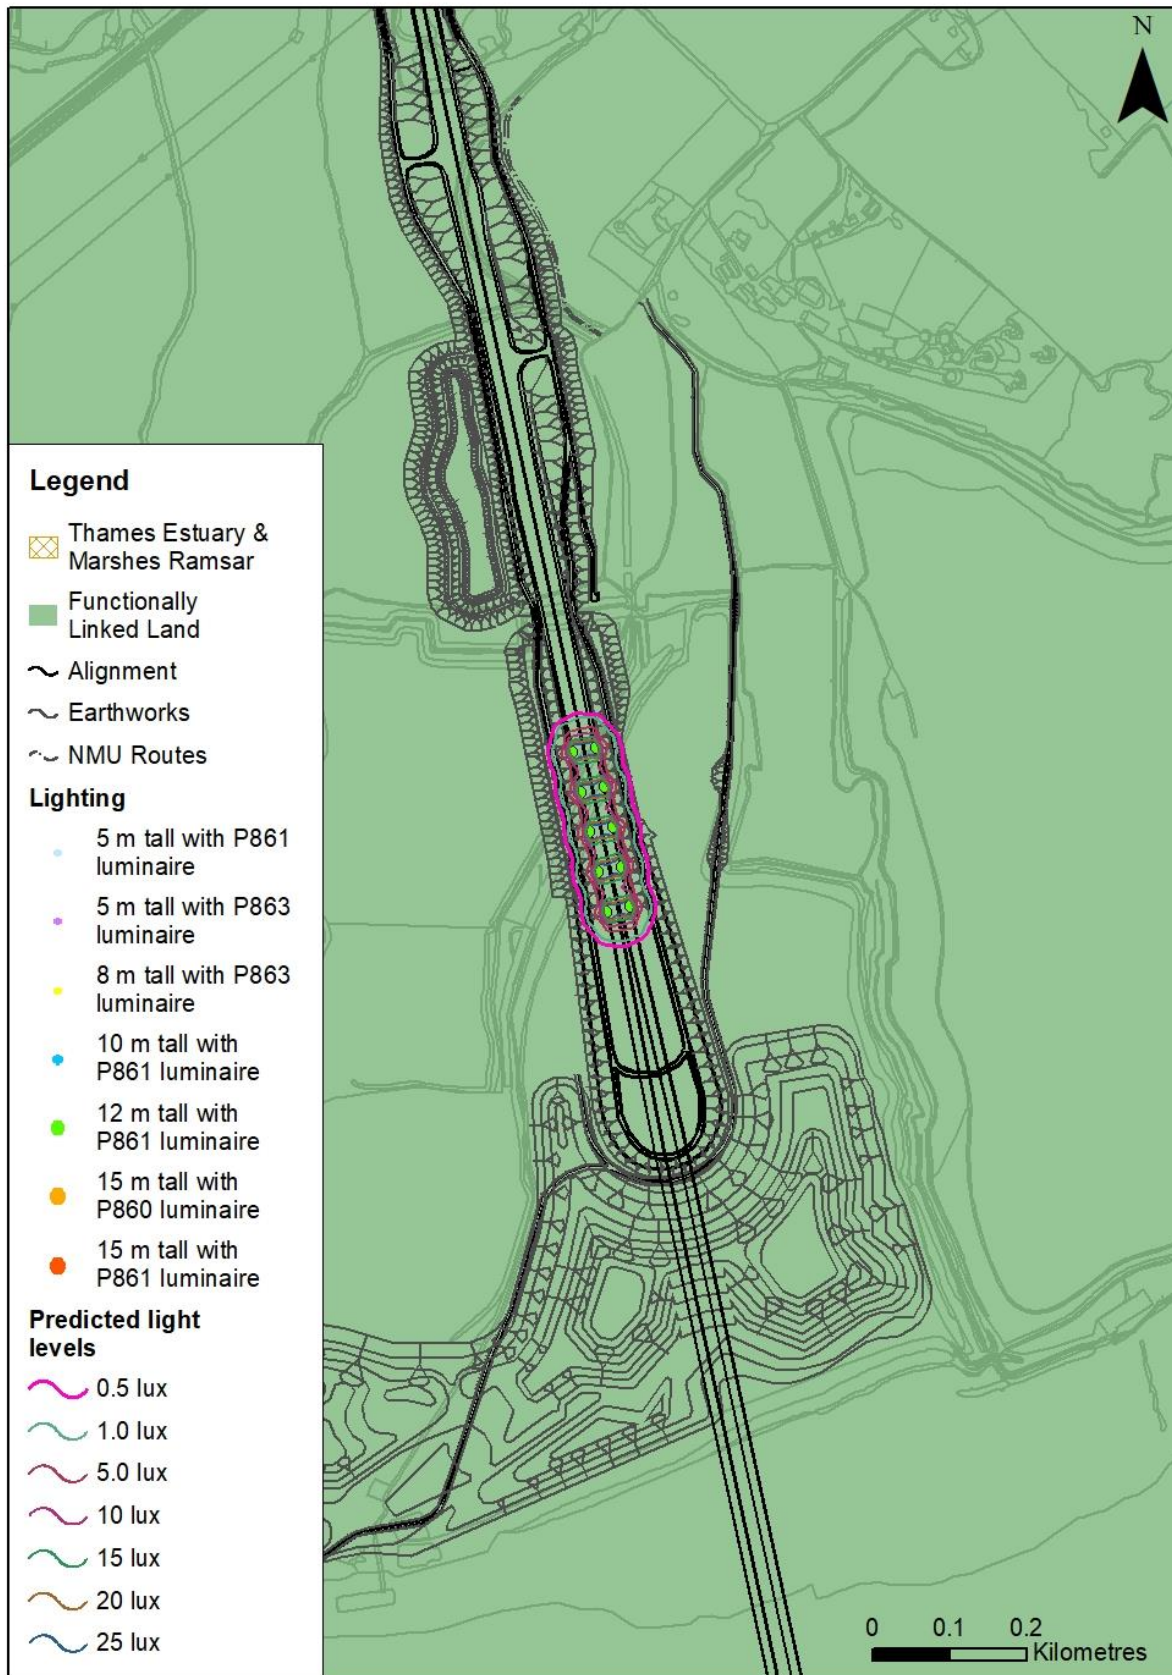 N
Legend
Thames Estuary &
Marshes Ramsar
Functionally
Linked Land
Alignment
Earthworks
NMU Routes
Lighting
5 m tall with P861
luminaire
5 m tall with P863
luminaire
8 m tall with P863
luminaire
10 m tall with
P861 luminaire
12 m tall with
P861 luminaire
15 m tall with
P860 luminaire
15 m tall with
P861 luminaire
Predicted light
levels
0.5 lux
1.0 lux
5.0 lux
10 lux
15 lux
20 lux
25 lux
0 0.1 0.2
Kilometres